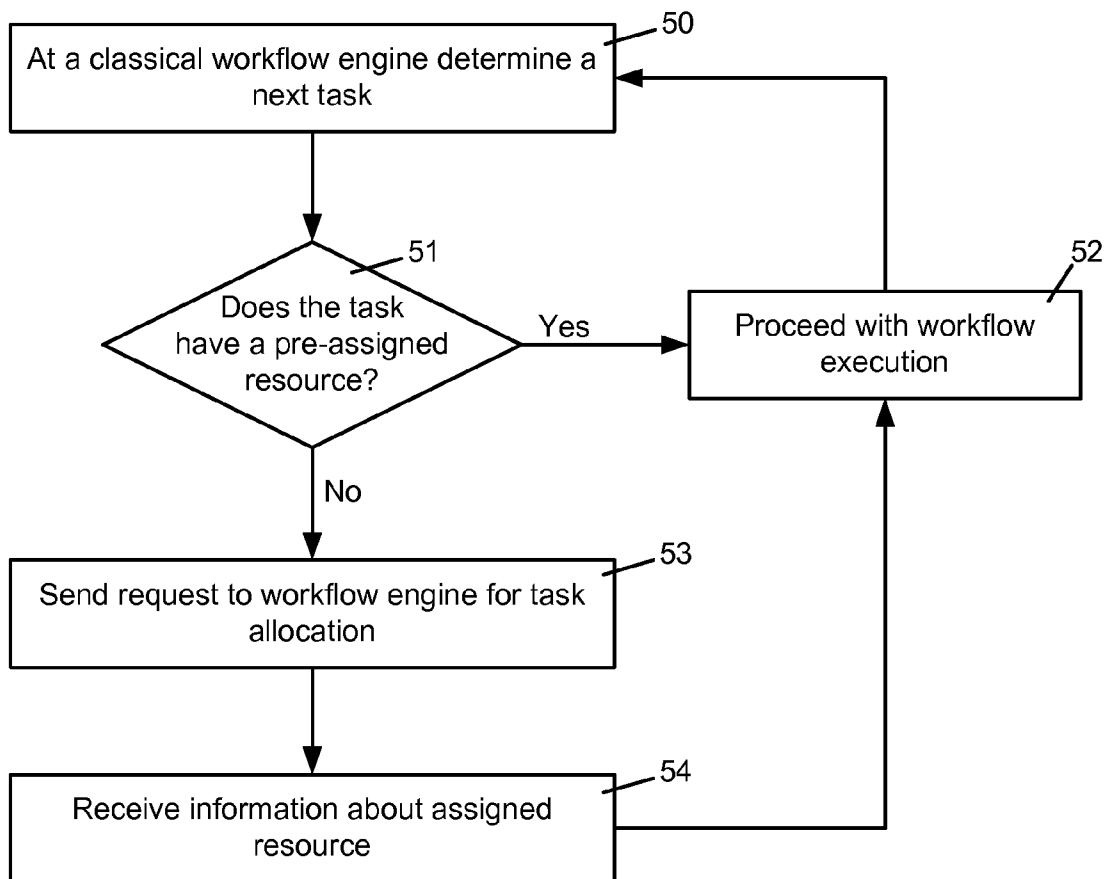 50
At a classical workflow engine determine a
next task
51
Does the task
have a pre-assigned
resource?
Yes
52
Proceed with workflow
execution
No
53
Send request to workflow engine for task
allocation
54
Receive information about assigned
resource